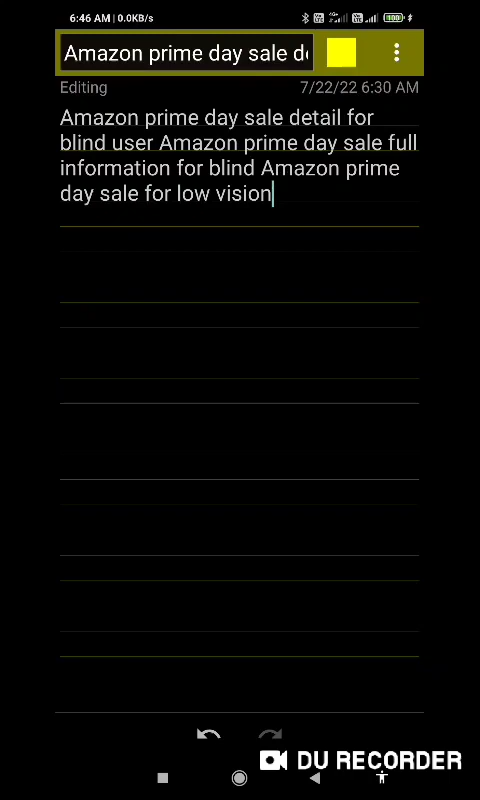 6:46 AM | 0.0KB/s
100
Amazon prime day sale d
Editing
7/22/22 6:30 AM
Amazon prime day sale detail for
blind user Amazon prime day sale full
information for blind Amazon prime
day sale for low vision
DU RECORDER